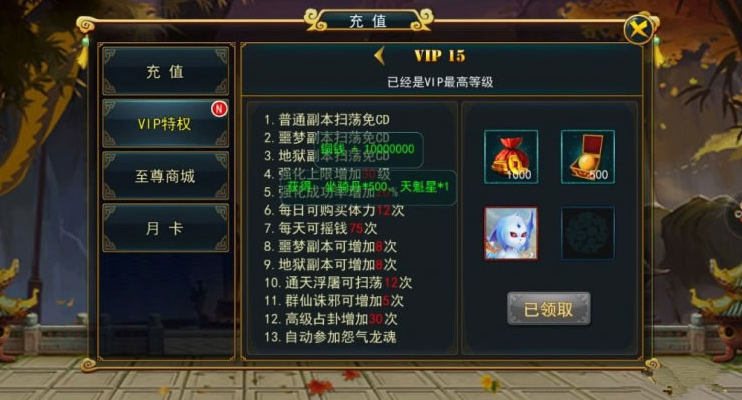 充值
充值
VIP特权
N
至尊商城
月卡
VIP 15
已经是VIP最高等级
1.普通副本扫荡免CD
2.噩梦副本扫荡免CD
3.地狱副本扫荡免CD
4.强化上限增加30级
5.强化成功率增加%
6.每日可购买体力12次
7.每天可摇钱75次
8.噩梦副本可增加8次
9.地狱副本可增加8次
10.通天浮屠可扫荡12次
11.群仙诛邪可增加5次
12.高级占卦增加30次
13.自动参加怨气龙魂
铜钱 + 10000000
获得 坐骑丹*500、天魁星*1
1000
500
已领取